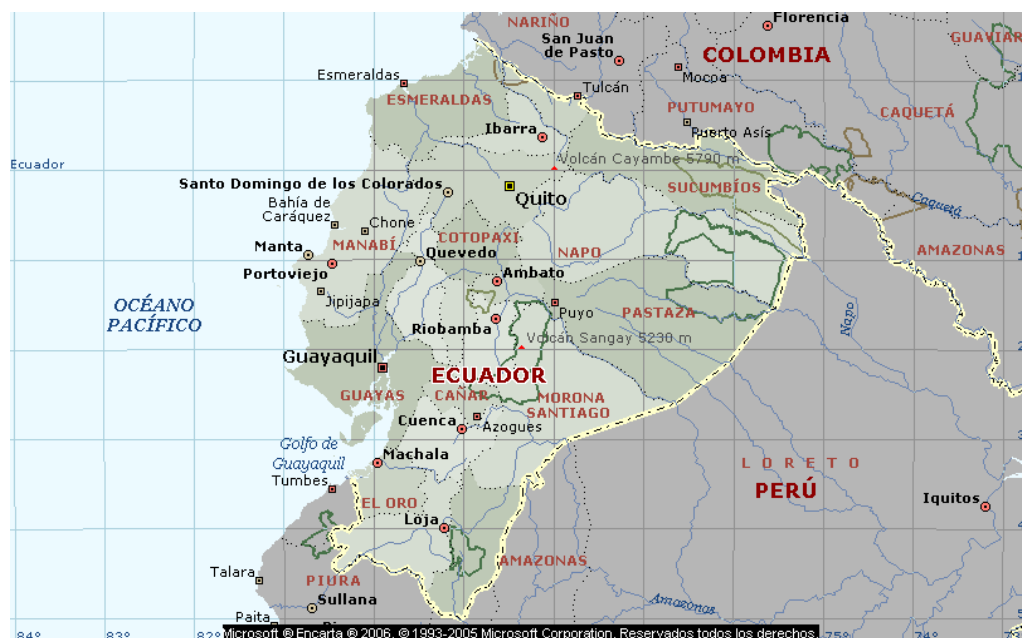 NARIÑO
Florencia
San Juan
de Pasto
COLOMBIA
GUAVIAR
Esmeraldas
Mocoa
Tulcán
ESMERALDAS
PUTUMAYO
CAQUETÁ
Ibarra
Puerto Asís
Ecuador
Volcán Cayambe 5790 m
Santo Domingo de los Colorados
Quito
SUCUMBÍOS
Caquetá
Bahía de
Caráquez
Chone
Manta
MANABÍ
COTOPAXI
NAPO
AMAZONAS
Quevedo
Portoviejo
Ambato
Jipijapa
OCÉANO
PACÍFICO
Puyo
PASTAZA
Napo
Riobamba
Volcán Sangay 5230 m
Guayaquil
ECUADOR
GUAYAS
CAÑAR
MORONA
SANTIAGO
Cuenca
Azogues
Golfo de
Guayaquil
Machala
Tumbes
LORETO
PERÚ
EL ORO
Iquitos
Loja
AMAZONAS
Talara
PIURA
Sullana
Amazonas
Paita
84° 83° 82° 75° 74°
Microsoft ® Encarta ® 2006. © 1993-2005 Microsoft Corporation. Reservados todos los derechos.